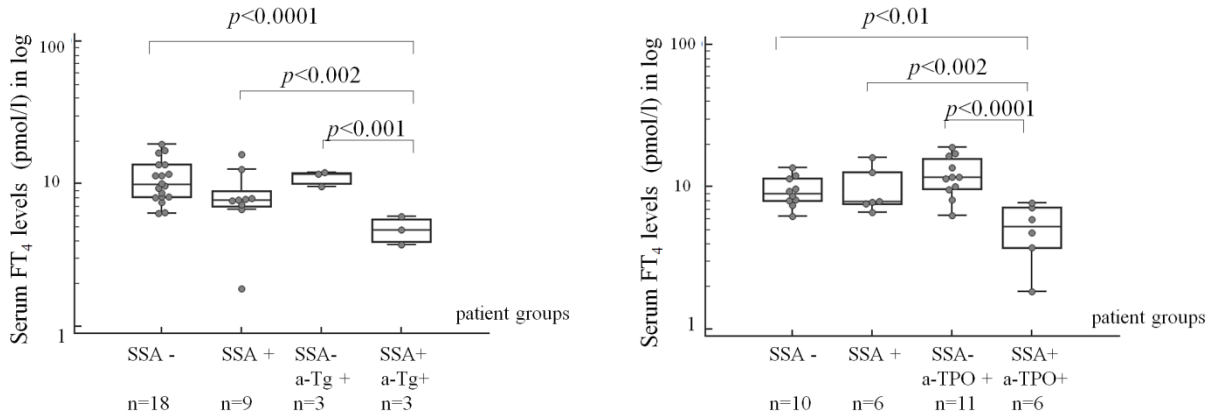 p<0.0001
p<0.002
p<0.001
Serum FT4 levels (pmol/l) in log
100
10
1
patient groups
SSA - SSA + SSA- SSA+
a-Tg + a-Tg+
n=18 n=9 n=3 n=3
p<0.01
p<0.002
p<0.0001
Serum FT4 levels (pmol/l) in log
100
10
1
patient groups
SSA - SSA + SSA- SSA+
a-TPO + a-TPO+
n=10 n=6 n=11 n=6